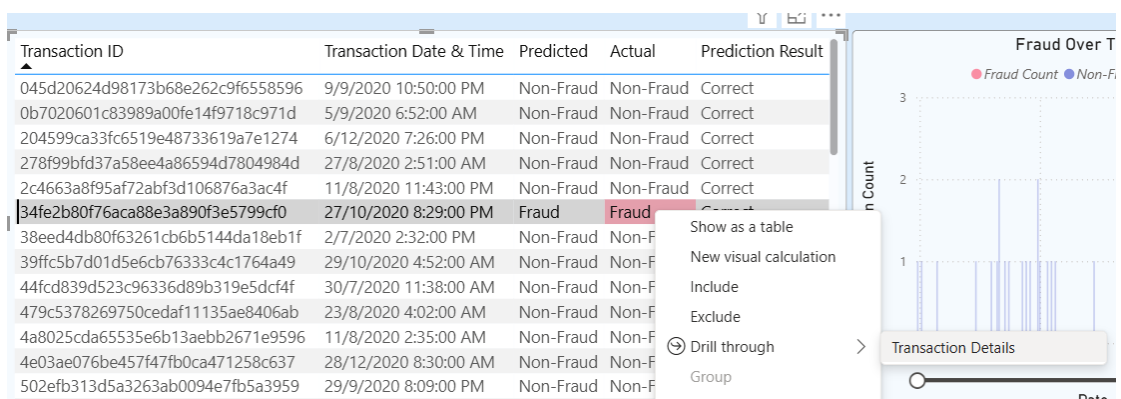 Transaction ID Transaction Date & Time Predicted Actual Prediction Result
045d20624d98173b68e262c9f6558596 9/9/2020 10:50:00 PM Non-Fraud Non-Fraud Correct
0b7020601c83989a00fe14f9718c971d 5/9/2020 6:52:00 AM Non-Fraud Non-Fraud Correct
204599ca33fc6519e48733619a7e1274 6/12/2020 7:26:00 PM Non-Fraud Non-Fraud Correct
278f99bfd37a58ee4a86594d7804984d 27/8/2020 2:51:00 AM Non-Fraud Non-Fraud Correct
2c4663a8f95af72abf3d106876a3ac4f 11/8/2020 11:43:00 PM Non-Fraud Non-Fraud Correct
34fe2b80f76aca88e3a890f3e5799cf0 27/10/2020 8:29:00 PM Fraud Fraud
38eed4db80f63261cb6b5144da18eb1f 2/7/2020 2:32:00 PM Non-Fraud Non-F
39ffc5b7d01d5e6cb76333c4c1764a49 29/10/2020 4:52:00 AM Non-Fraud Non-F
44fcd839d523c96336d89b319e5dcf4f 30/7/2020 11:38:00 AM Non-Fraud Non-F
479c5378269750cedaf11135ae8406ab 23/8/2020 4:02:00 AM Non-Fraud Non-F
4a8025cda65535e6b13aebb2671e9596 11/8/2020 2:35:00 AM Non-Fraud Non-F
4e03ae076be457f47fb0ca471258c637 28/12/2020 8:30:00 AM Non-Fraud Non-F
502efb313d5a3263ab0094e7fb5a3959 29/9/2020 8:09:00 PM Non-Fraud Non-F
Show as a table
New visual calculation
Include
Exclude
Drill through
Group
Transaction Details
Fraud Over T
Fraud Count Non-F
3
2
1
n Count